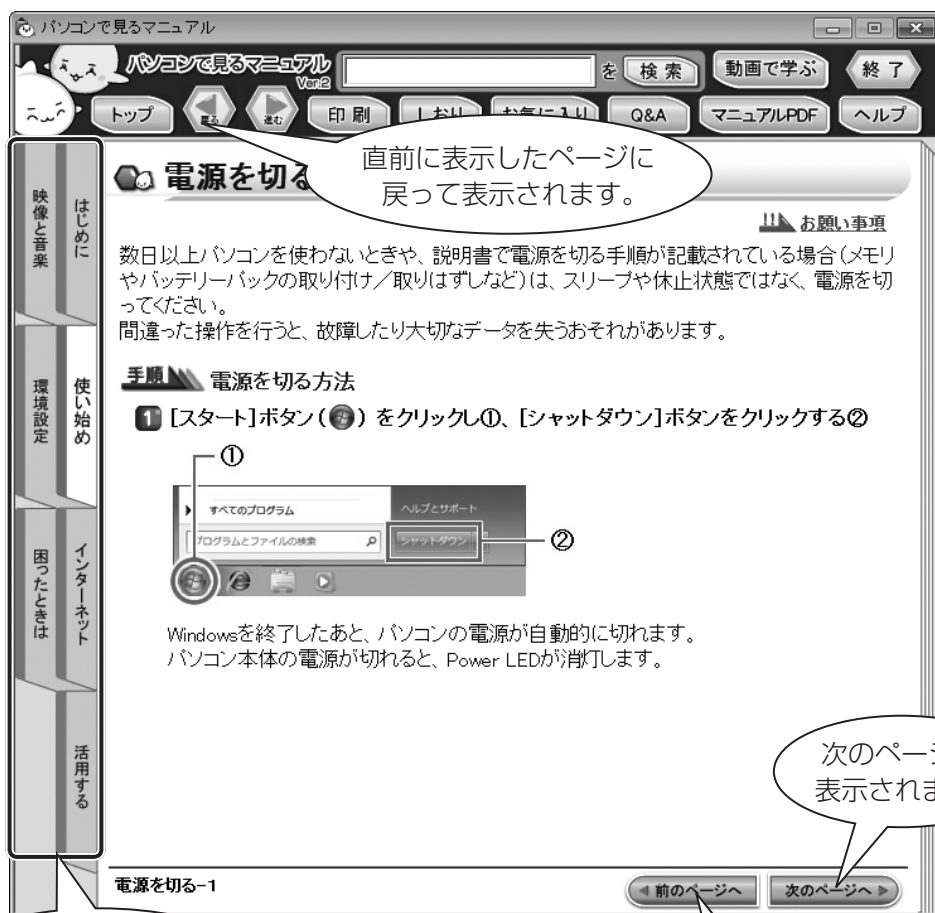 パソコンで見るマニュアル
パソコンで見るマニュアル
Ver.2
を 検 索
動画で学ぶ
終 了
トップ
戻る
進む
印 刷
しおり
お気に入り
Q&A
マニュアルPDF
ヘルプ
直前に表示したページに
戻って表示されます。
映像と音楽
はじめに
環境設定
使い始め
困ったときは
インターネット
活用する
電源を切る
お願い事項
数日以上パソコンを使わないときや、説明書で電源を切る手順が記載されている場合(メモリ
やバッテリーパックの取り付け/取りはずしなど)は、スリープや休止状態ではなく、電源を切
ってください。
間違った操作を行うと、故障したり大切なデータを失うおそれがあります。
手順 電源を切る方法
1 [スタート]ボタン( )をクリックし①、[シャットダウン]ボタンをクリックする②
①
すべてのプログラム
ヘルプとサポート
プログラムとファイルの検索
シャットダウン
②
Windowsを終了したあと、パソコンの電源が自動的に切れます。
パソコン本体の電源が切れると、Power LEDが消灯します。
次のページ
表示されま
電源を切る-1
前のページへ
次のページへ